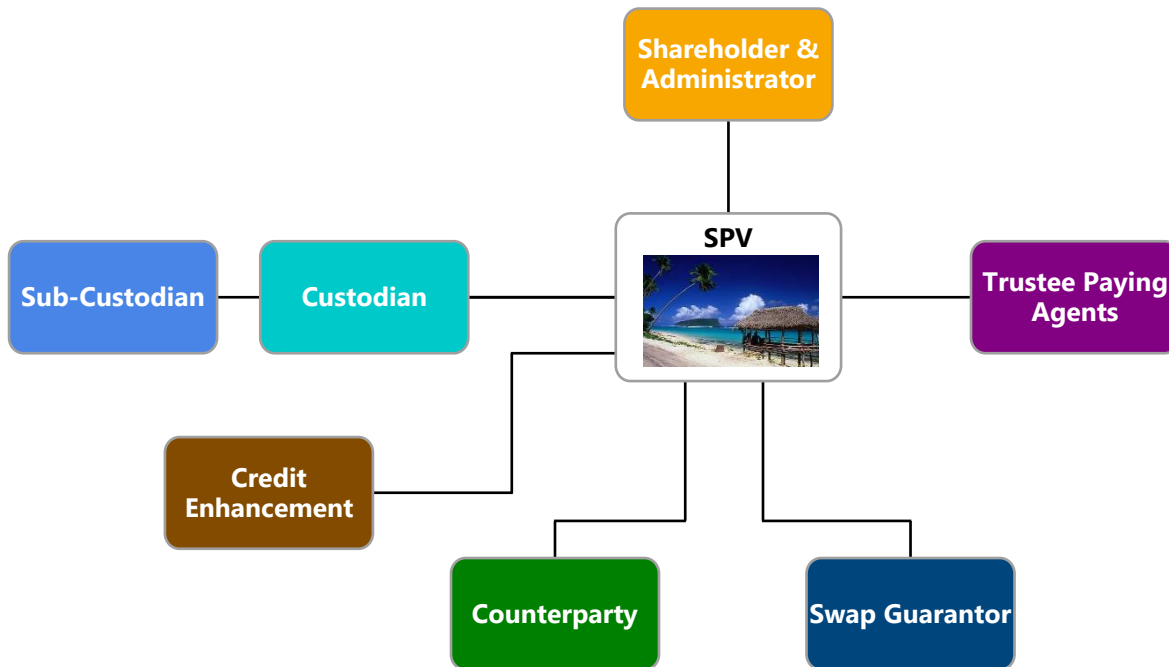 Shareholder &
Administrator
SPV
Sub-Custodian
Custodian
Trustee Paying
Agents
Credit
Enhancement
Counterparty
Swap Guarantor